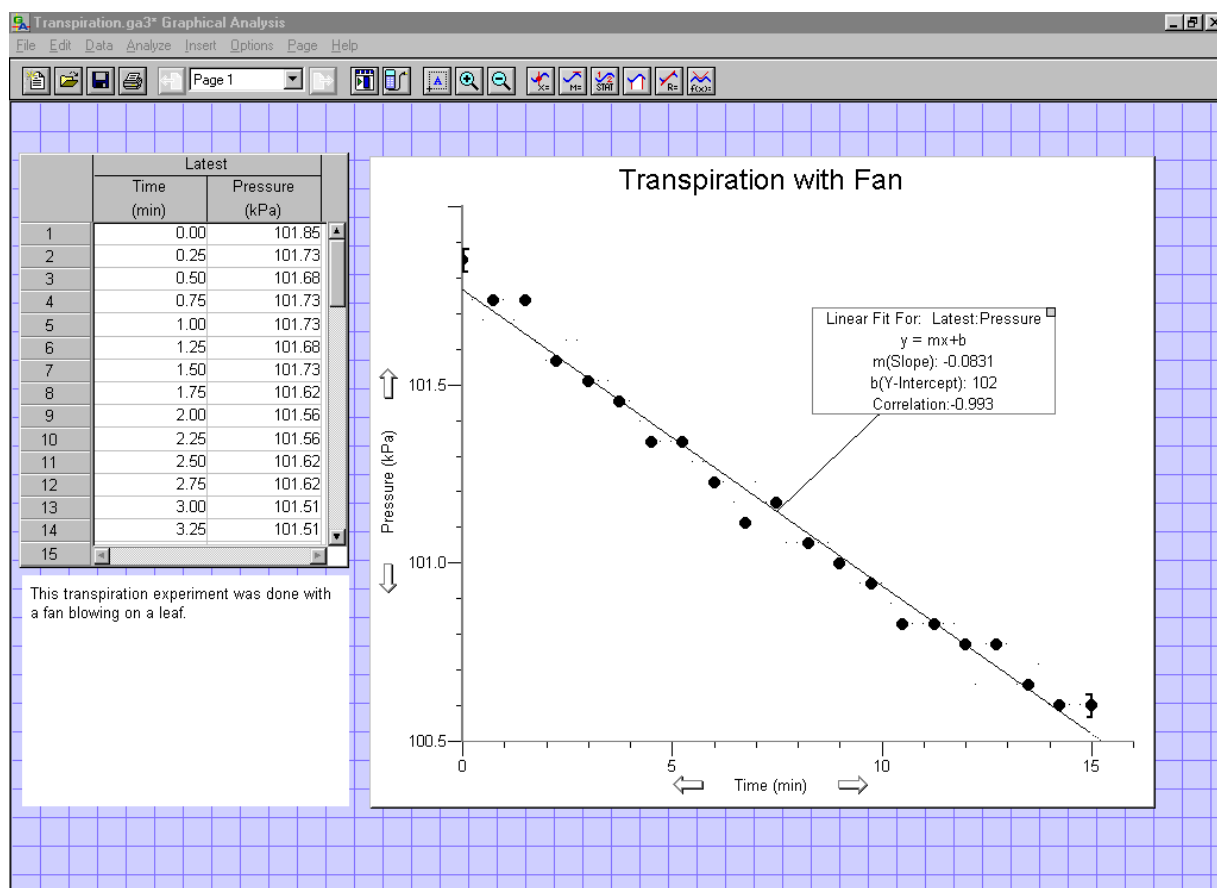 Transpiration.ga3* Graphical Analysis
File Edit Data Analyze Insert Options Page Help
Page 1
A X= M= 1 2 STAT R= f(x)=
Latest
Time Pressure
(min) (kPa)
1 0.00 101.85
2 0.25 101.73
3 0.50 101.68
4 0.75 101.73
5 1.00 101.73
6 1.25 101.68
7 1.50 101.73
8 1.75 101.62
9 2.00 101.56
10 2.25 101.56
11 2.50 101.62
12 2.75 101.62
13 3.00 101.51
14 3.25 101.51
15
This transpiration experiment was done with
a fan blowing on a leaf.
Transpiration with Fan
Linear Fit For: Latest:Pressure
y = mx+b
m(Slope): -0.0831
b(Y-Intercept): 102
Correlation:-0.993
Pressure (kPa)
101.5
101.0
100.5
0 5 10 15
Time (min)